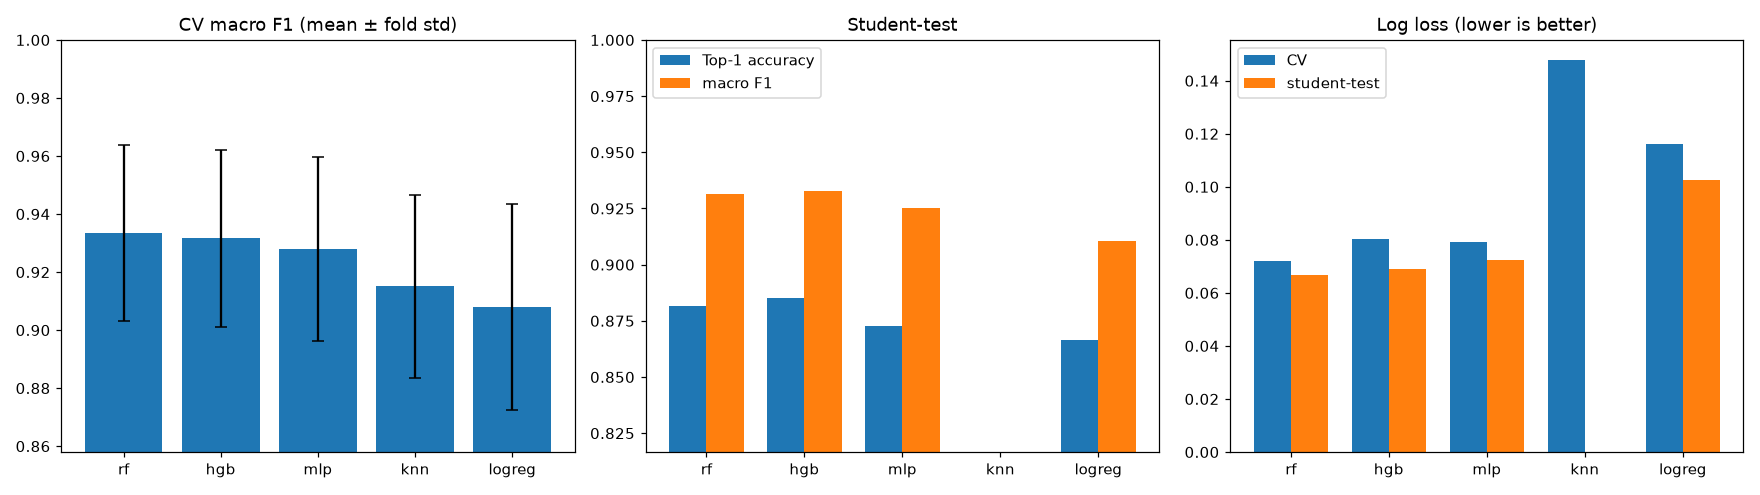 CV macro F1 (mean ± fold std)
1.00
0.98
0.96
0.94
0.92
0.90
0.88
0.86
rf hgb mlp knn logreg
Student-test
Top-1 accuracy
macro F1
1.000
0.975
0.950
0.925
0.900
0.875
0.850
0.825
rf hgb mlp knn logreg
Log loss (lower is better)
CV
student-test
0.14
0.12
0.10
0.08
0.06
0.04
0.02
0.00
rf hgb mlp knn logreg